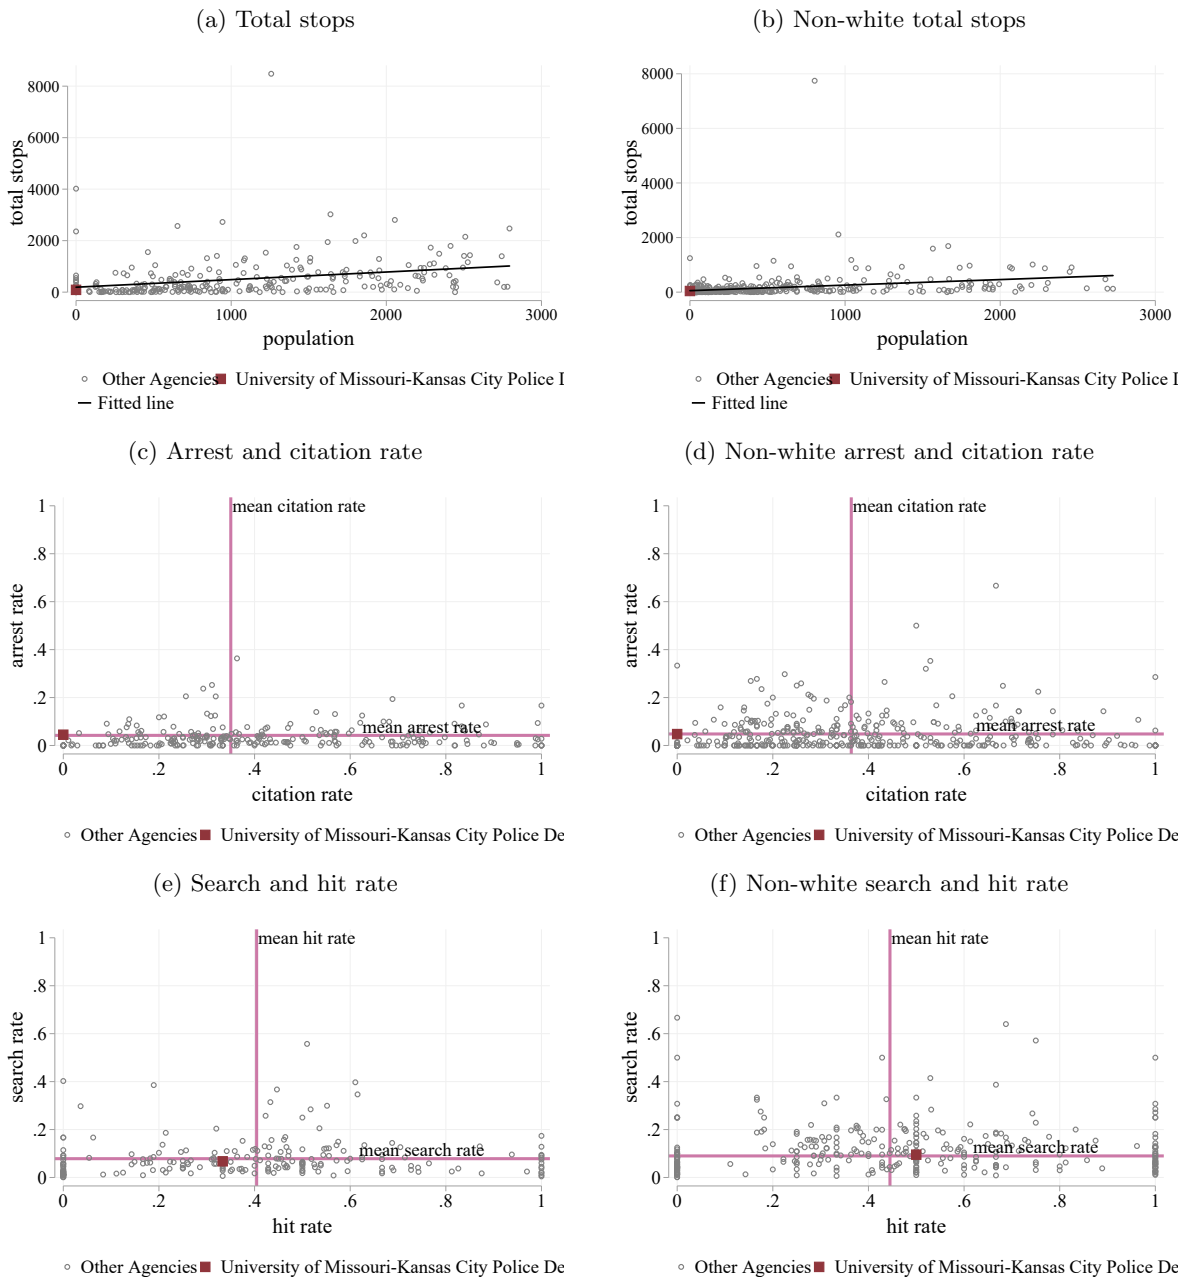 (a) Total stops
(b) Non-white total stops
total stops
8000
6000
4000
2000
0
0 1000 2000 3000
population
Other Agencies University of Missouri-Kansas City Police I
Fitted line
total stops
8000
6000
4000
2000
0
0 1000 2000 3000
population
Other Agencies University of Missouri-Kansas City Police I
Fitted line
(c) Arrest and citation rate
(d) Non-white arrest and citation rate
arrest rate
1
.8
.6
.4
.2
0
mean citation rate
mean arrest rate
0 .2 .4 .6 .8 1
citation rate
Other Agencies University of Missouri-Kansas City Police De
arrest rate
1
.8
.6
.4
.2
0
mean citation rate
mean arrest rate
0 .2 .4 .6 .8 1
citation rate
Other Agencies University of Missouri-Kansas City Police De
(e) Search and hit rate
(f) Non-white search and hit rate
search rate
1
.8
.6
.4
.2
0
mean hit rate
mean search rate
0 .2 .4 .6 .8 1
hit rate
Other Agencies University of Missouri-Kansas City Police De
search rate
1
.8
.6
.4
.2
0
mean hit rate
mean search rate
0 .2 .4 .6 .8 1
hit rate
Other Agencies University of Missouri-Kansas City Police De